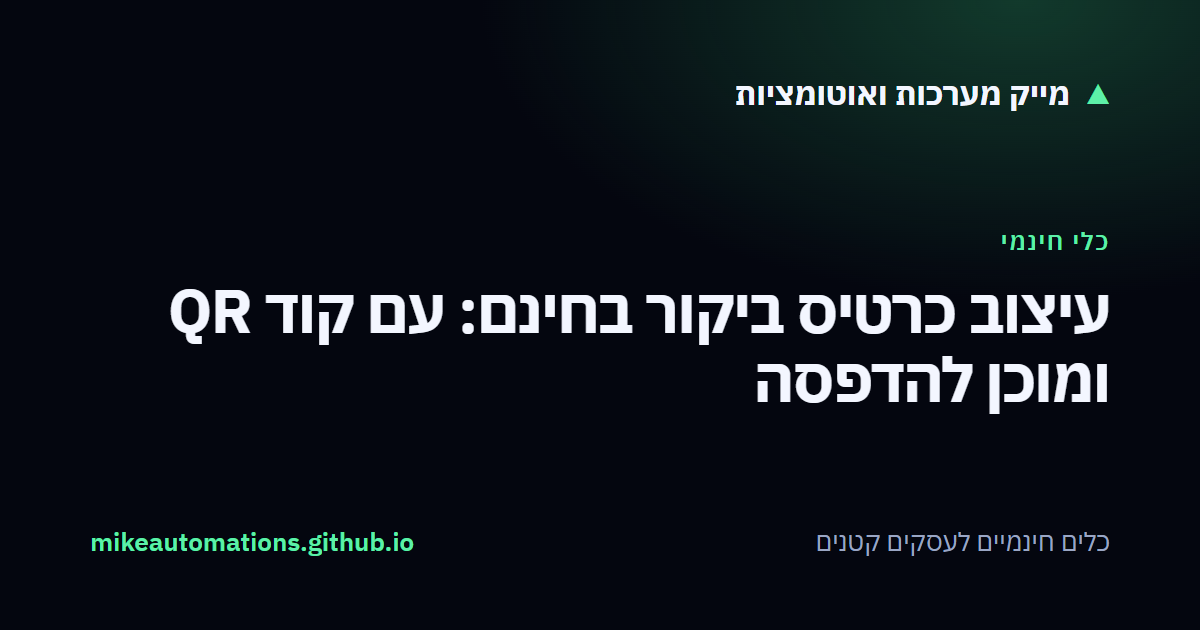 ▲ מייק מערכות ואוטומציות
כלי חינמי
עיצוב כרטיס ביקור בחינם: עם קוד QR
ומוכן להדפסה
כלים חינמיים לעסקים קטנים
mikeautomations.github.io